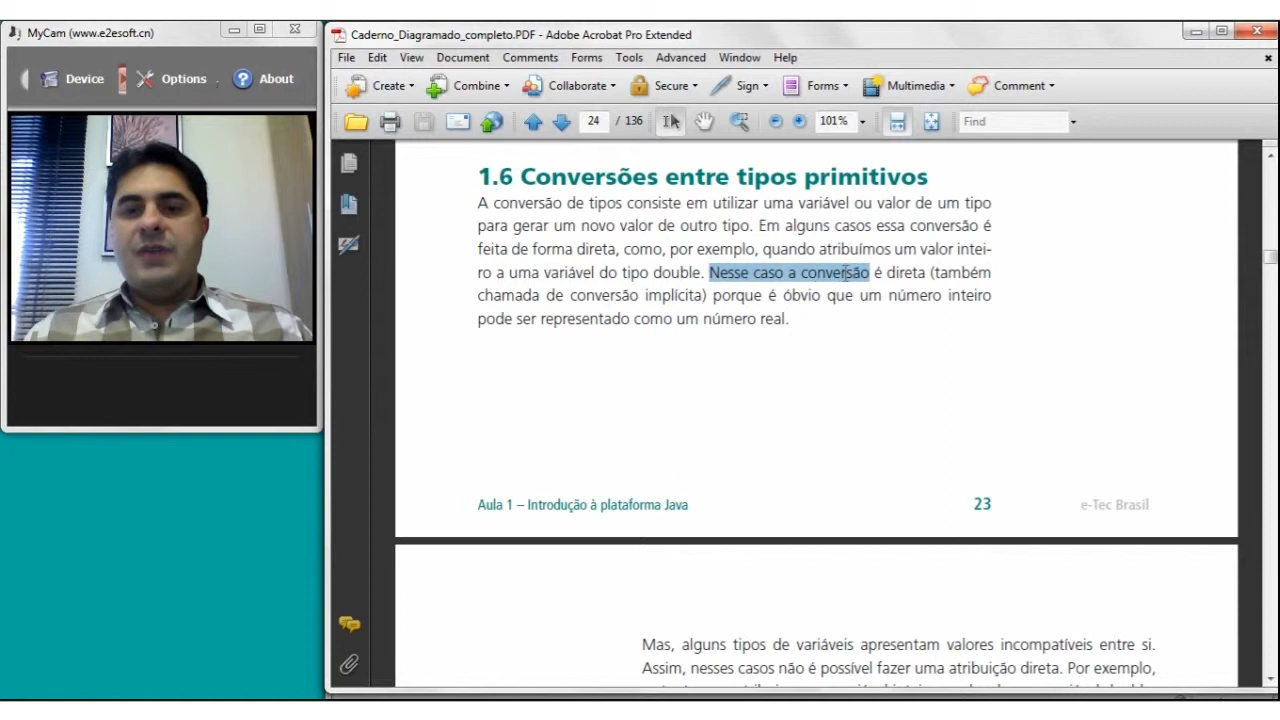 MyCam (www.e2esoft.cn)
Device
Options
About
Caderno_Diagramado_completo.PDF - Adobe Acrobat Pro Extended
File Edit View Document Comments Forms Tools Advanced Window Help
Create Combine Collaborate Secure Sign Forms Multimedia Comment
24 / 136 101% Find
1.6 Conversões entre tipos primitivos
A conversão de tipos consiste em utilizar uma variável ou valor de um tipo
para gerar um novo valor de outro tipo. Em alguns casos essa conversão é
feita de forma direta, como, por exemplo, quando atribuímos um valor intei-
ro a uma variável do tipo double. Nesse caso a conversão é direta (também
chamada de conversão implícita) porque é óbvio que um número inteiro
pode ser representado como um número real.
Aula 1 – Introdução à plataforma Java 23 e-Tec Brasil
Mas, alguns tipos de variáveis apresentam valores incompatíveis entre si.
Assim, nesses casos não é possível fazer uma atribuição direta. Por exemplo,